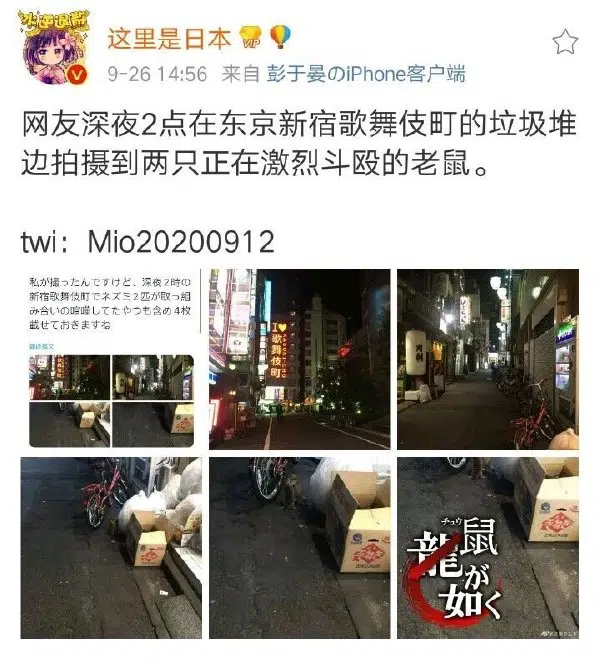 水逆退散
这里是日本
9-26 14:56 来自 彭于晏のiPhone客户端
网友深夜2点在东京新宿歌舞伎町的垃圾堆
边拍摄到两只正在激烈斗殴的老鼠。
twi：Mio20200912
私が撮ったんですけど、深夜2時の
新宿歌舞伎町でネズミ2匹が取っ組
み合いの喧嘩してたやつも含め4枚
載せておきますね
I♥歌舞伎町
チュウ
鼠
龍が
如く